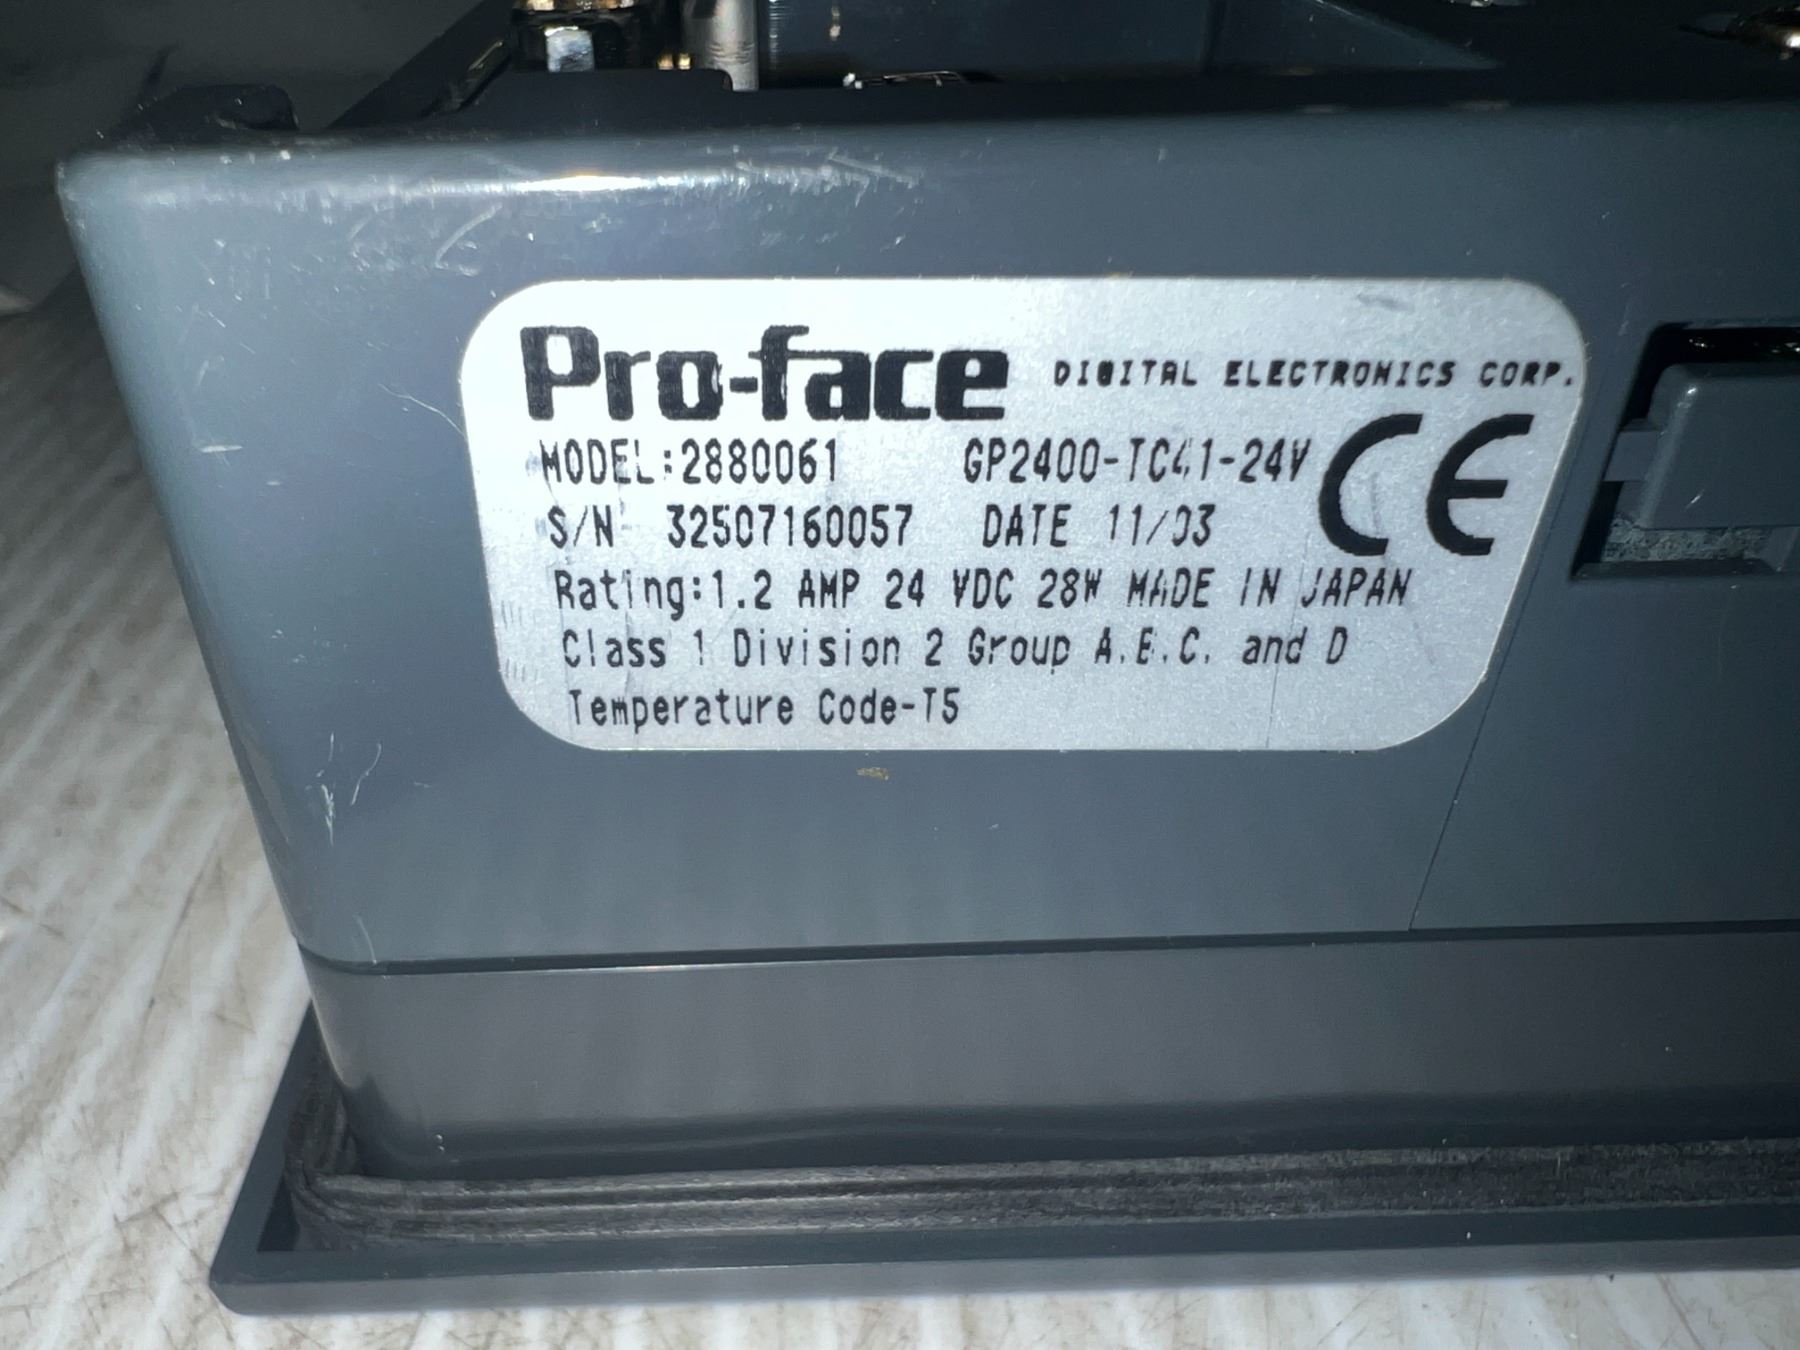 Pro-face DIGITAL ELECTRONICS CORP.
MODEL:2880061 GP2400-TC41-24V
S/N 32507160057 DATE 11/03
Rating:1.2 AMP 24 VDC 28W MADE IN JAPAN
Class 1 Division 2 Group A.B.C. and D
Temperature Code-T5
CE